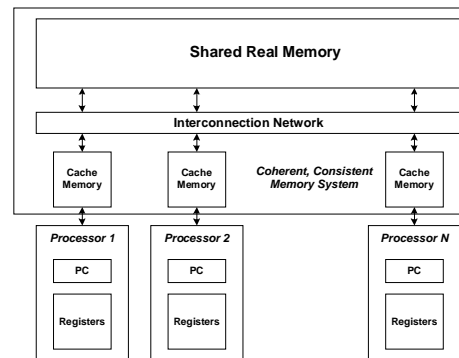 Shared Real Memory
Interconnection Network
Cache
Memory
Cache
Memory
Coherent, Consistent
Memory System
Cache
Memory
Processor 1
Processor 2
Processor N
PC
PC
PC
Registers
Registers
Registers